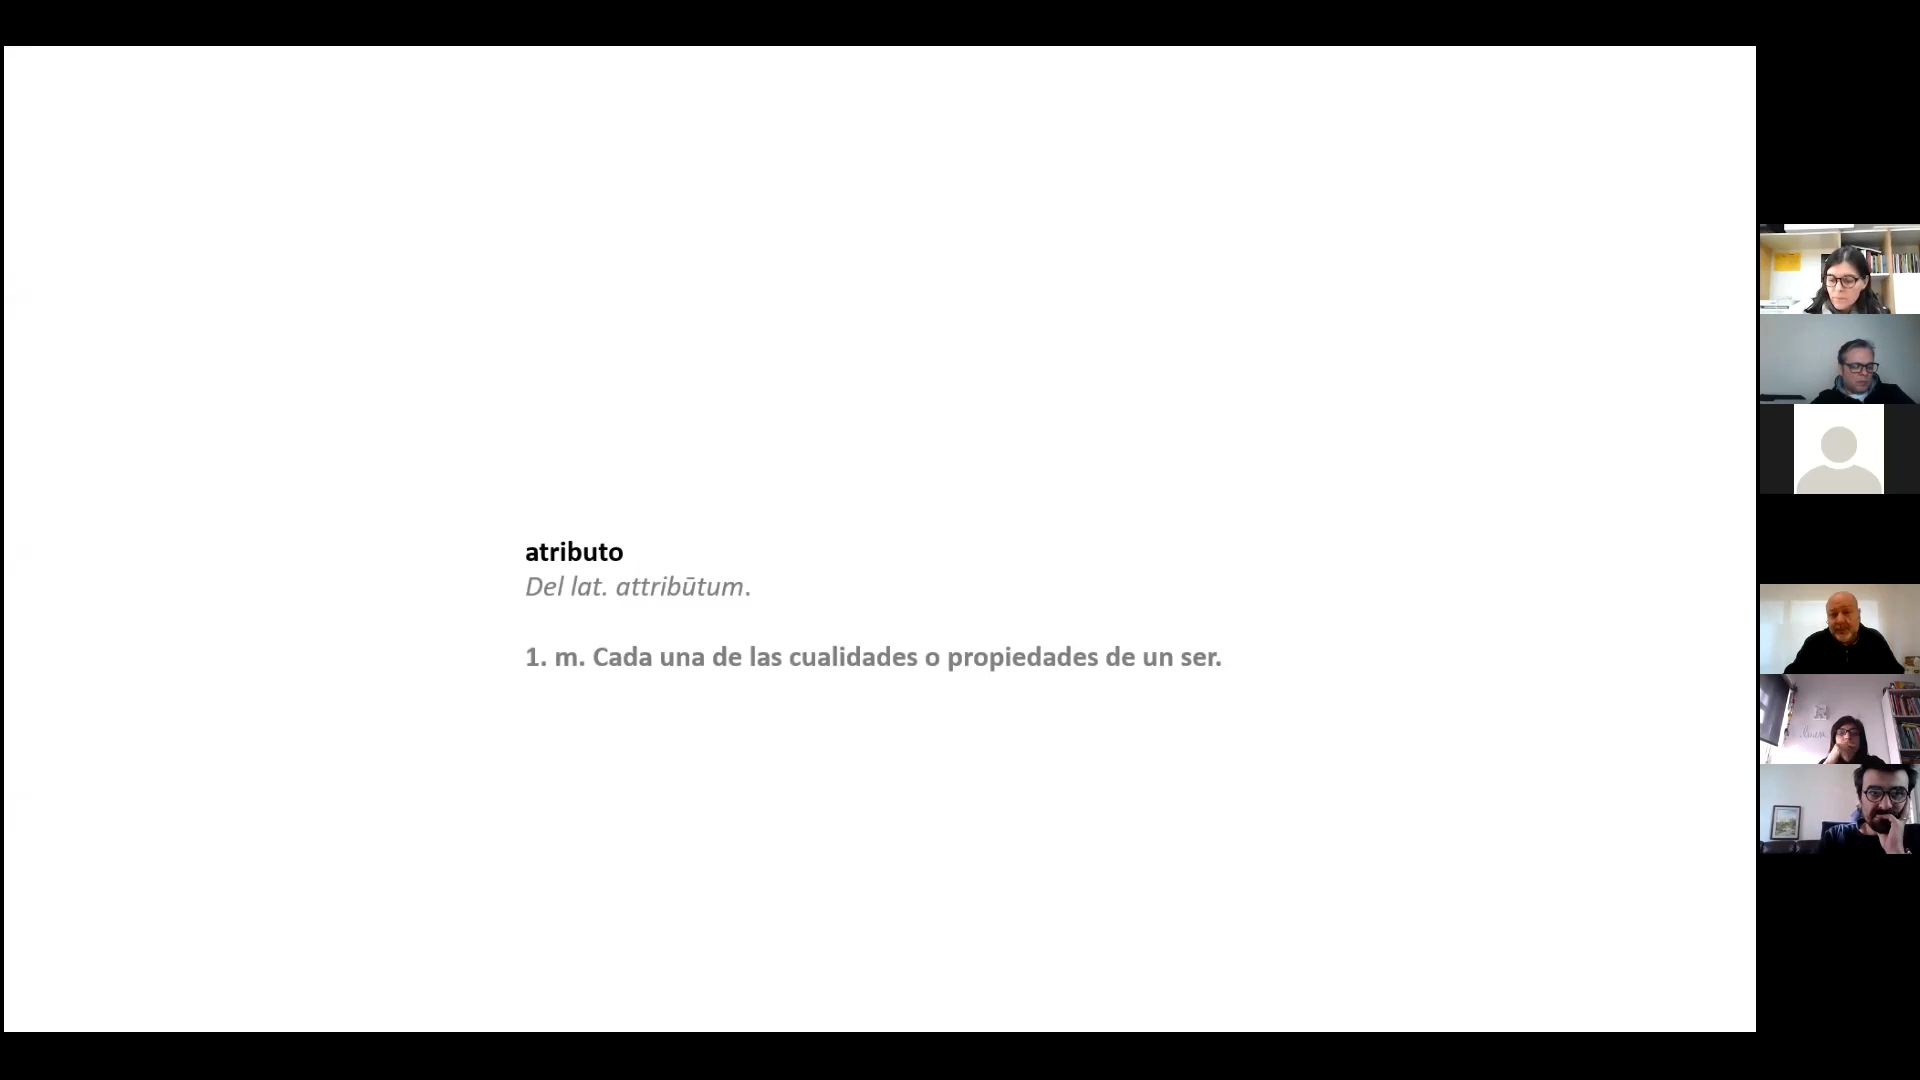 atributo
Del lat. attribūtum.
1. m. Cada una de las cualidades o propiedades de un ser.
R